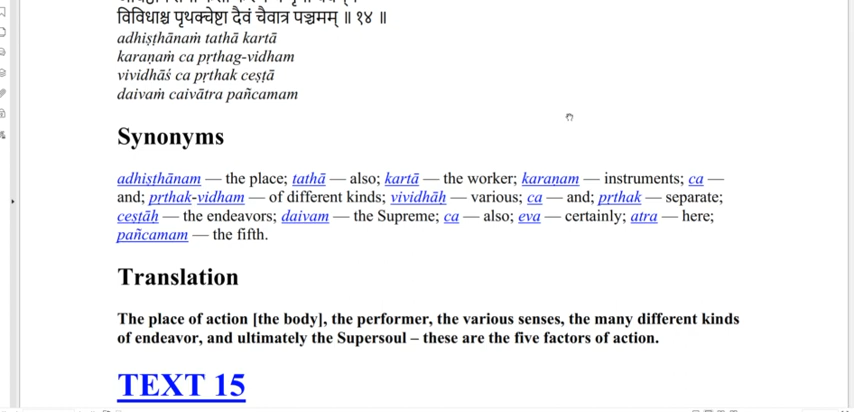 विविधाश्च पृथक्चेष्टा दैवं चैवात्र पञ्चमम् ॥ १४ ॥
adhiṣṭhānaṁ tathā kartā
karaṇaṁ ca pṛthag-vidham
vividhāś ca pṛthak ceṣṭā
daivaṁ caivātra pañcamam
Synonyms
adhiṣṭhānam — the place; tathā — also; kartā — the worker; karaṇam — instruments; ca —
and; pṛthak-vidham — of different kinds; vividhāḥ — various; ca — and; pṛthak — separate;
ceṣṭāḥ — the endeavors; daivam — the Supreme; ca — also; eva — certainly; atra — here;
pañcamam — the fifth.
Translation
The place of action [the body], the performer, the various senses, the many different kinds
of endeavor, and ultimately the Supersoul – these are the five factors of action.
TEXT 15